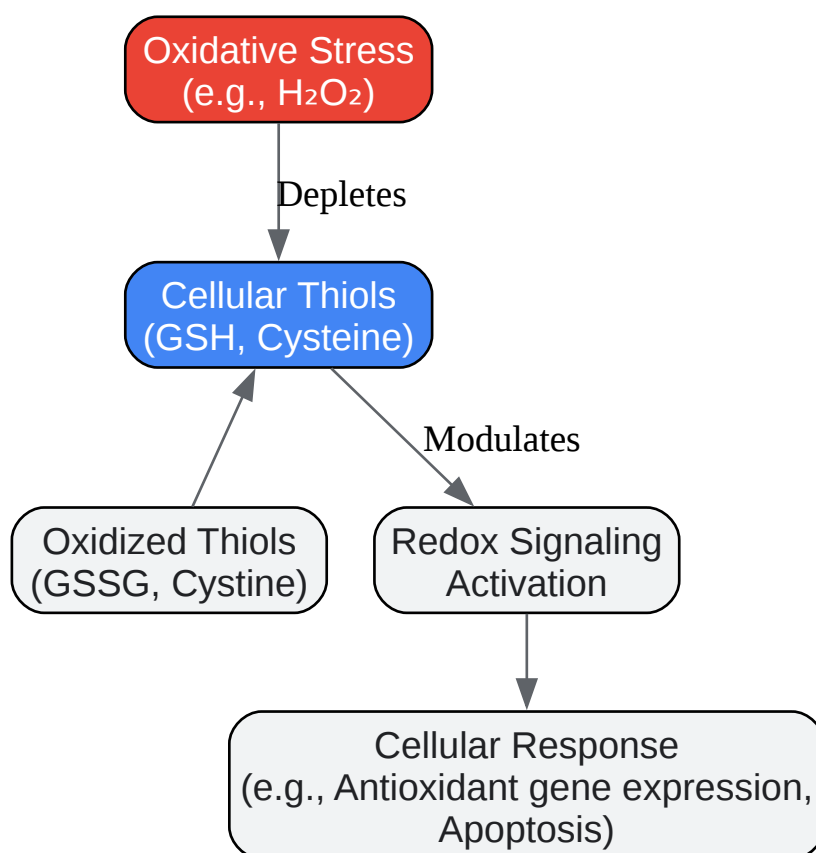 Oxidative Stress
(e.g., H₂O₂)
Depletes
Cellular Thiols
(GSH, Cysteine)
Modulates
Oxidized Thiols
(GSSG, Cystine)
Redox Signaling
Activation
Cellular Response
(e.g., Antioxidant gene expression,
Apoptosis)